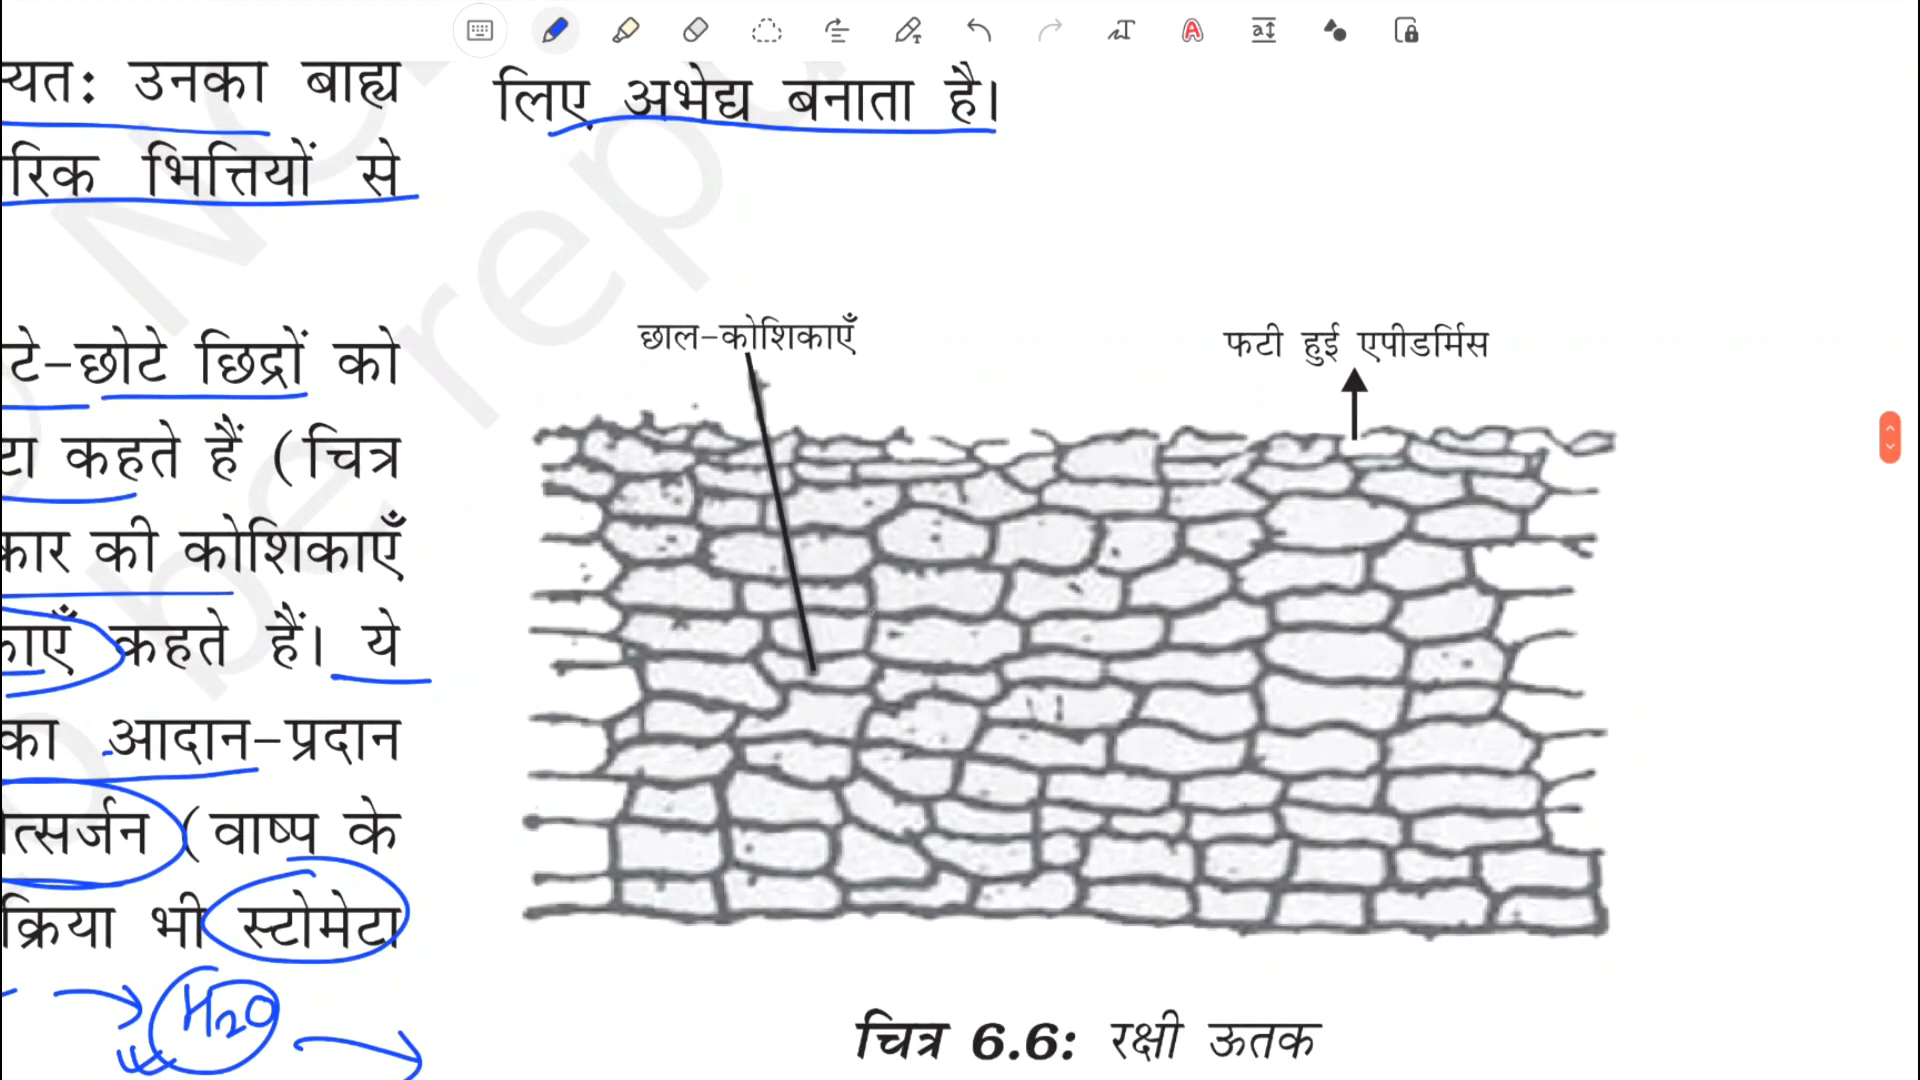 यत: उनका बाह्य
रिक भित्तियों से
टे-छोटे छिद्रों को
टा कहते हैं (चित्र
कार की कोशिकाएँ
काएँ कहते हैं। ये
का आदान-प्रदान
त्सर्जन (वाष्प के
क्रिया भी स्टोमेटा
H2O
लिए अभेद्य बनाता है।
छाल-कोशिकाएँ
फटी हुई एपीडर्मिस
चित्र 6.6: रक्षी ऊतक